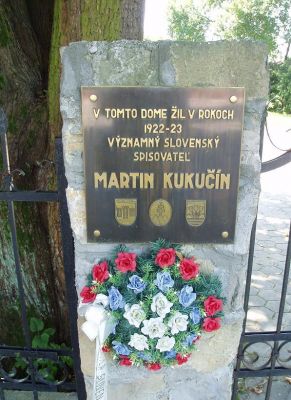 V TOMTO DOME ŽIL V ROKOCH
1922-23
VÝZNAMNÝ SLOVENSKÝ
SPISOVATEĽ
MARTIN KUKUČÍN